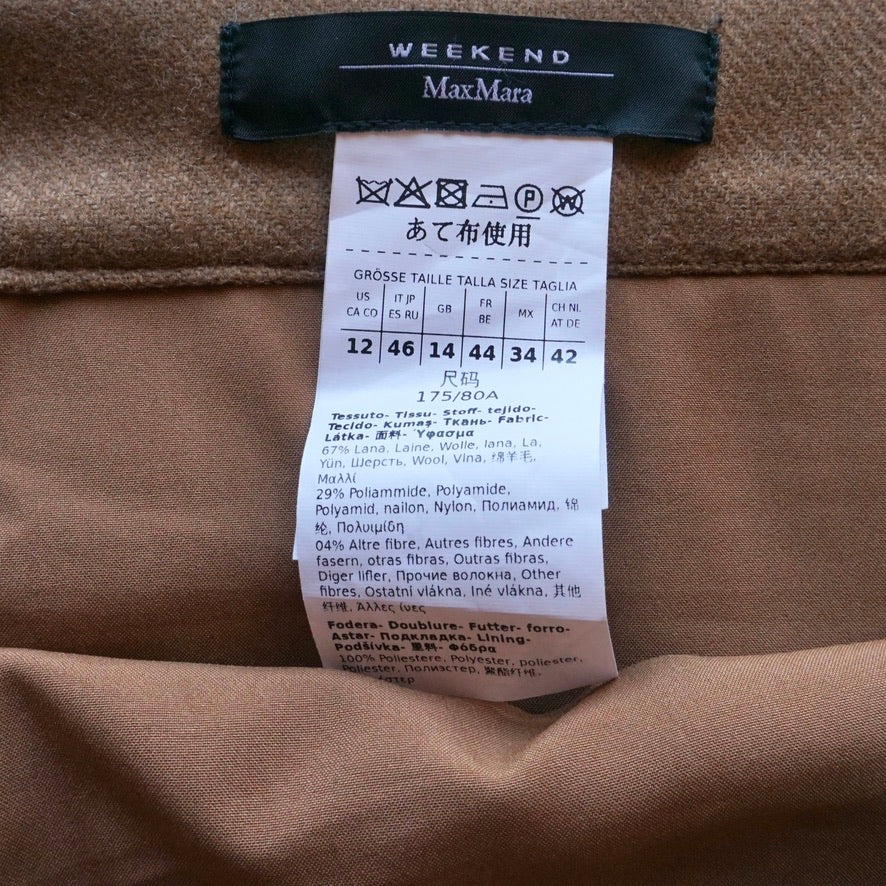 WEEKEND
MaxMara
P W
あて布使用
GRÖSSE TAILLE TALLA SIZE TAGLIA
US IT JP GB FR MX CH NL
CA CO ES RU BE AT DE
12 46 14 44 34 42
尺码
175/80A
Tessuto- Tissu- Stoff- tejido-
Tecido- Kumaş- Ткань- Fabric-
Látka- 面料- Ύφασμα
67% Lana, Laine, Wolle, lana, La,
Yün, Шерсть, Wool, Vlna, 绵羊毛,
Μαλλί
29% Poliammide, Polyamide,
Polyamid, nailon, Nylon, Полиамид, 锦
纶, Πολυιμίδη
04% Altre fibre, Autres fibres, Andere
fasern, otras fibras, Outras fibras,
Diger lifler, Прочие волокна, Other
fibres, Ostatní vlákna, Iné vlákna, 其他
纤维, Άλλες ίνες
Fodera- Doublure- Futter- forro-
Astar- Подкладка- Lining-
Podšívka- 里料- Φόδρα
100% Poliestere, Polyester, poliester,
Poliester, Полиэстер, 聚酯纤维,